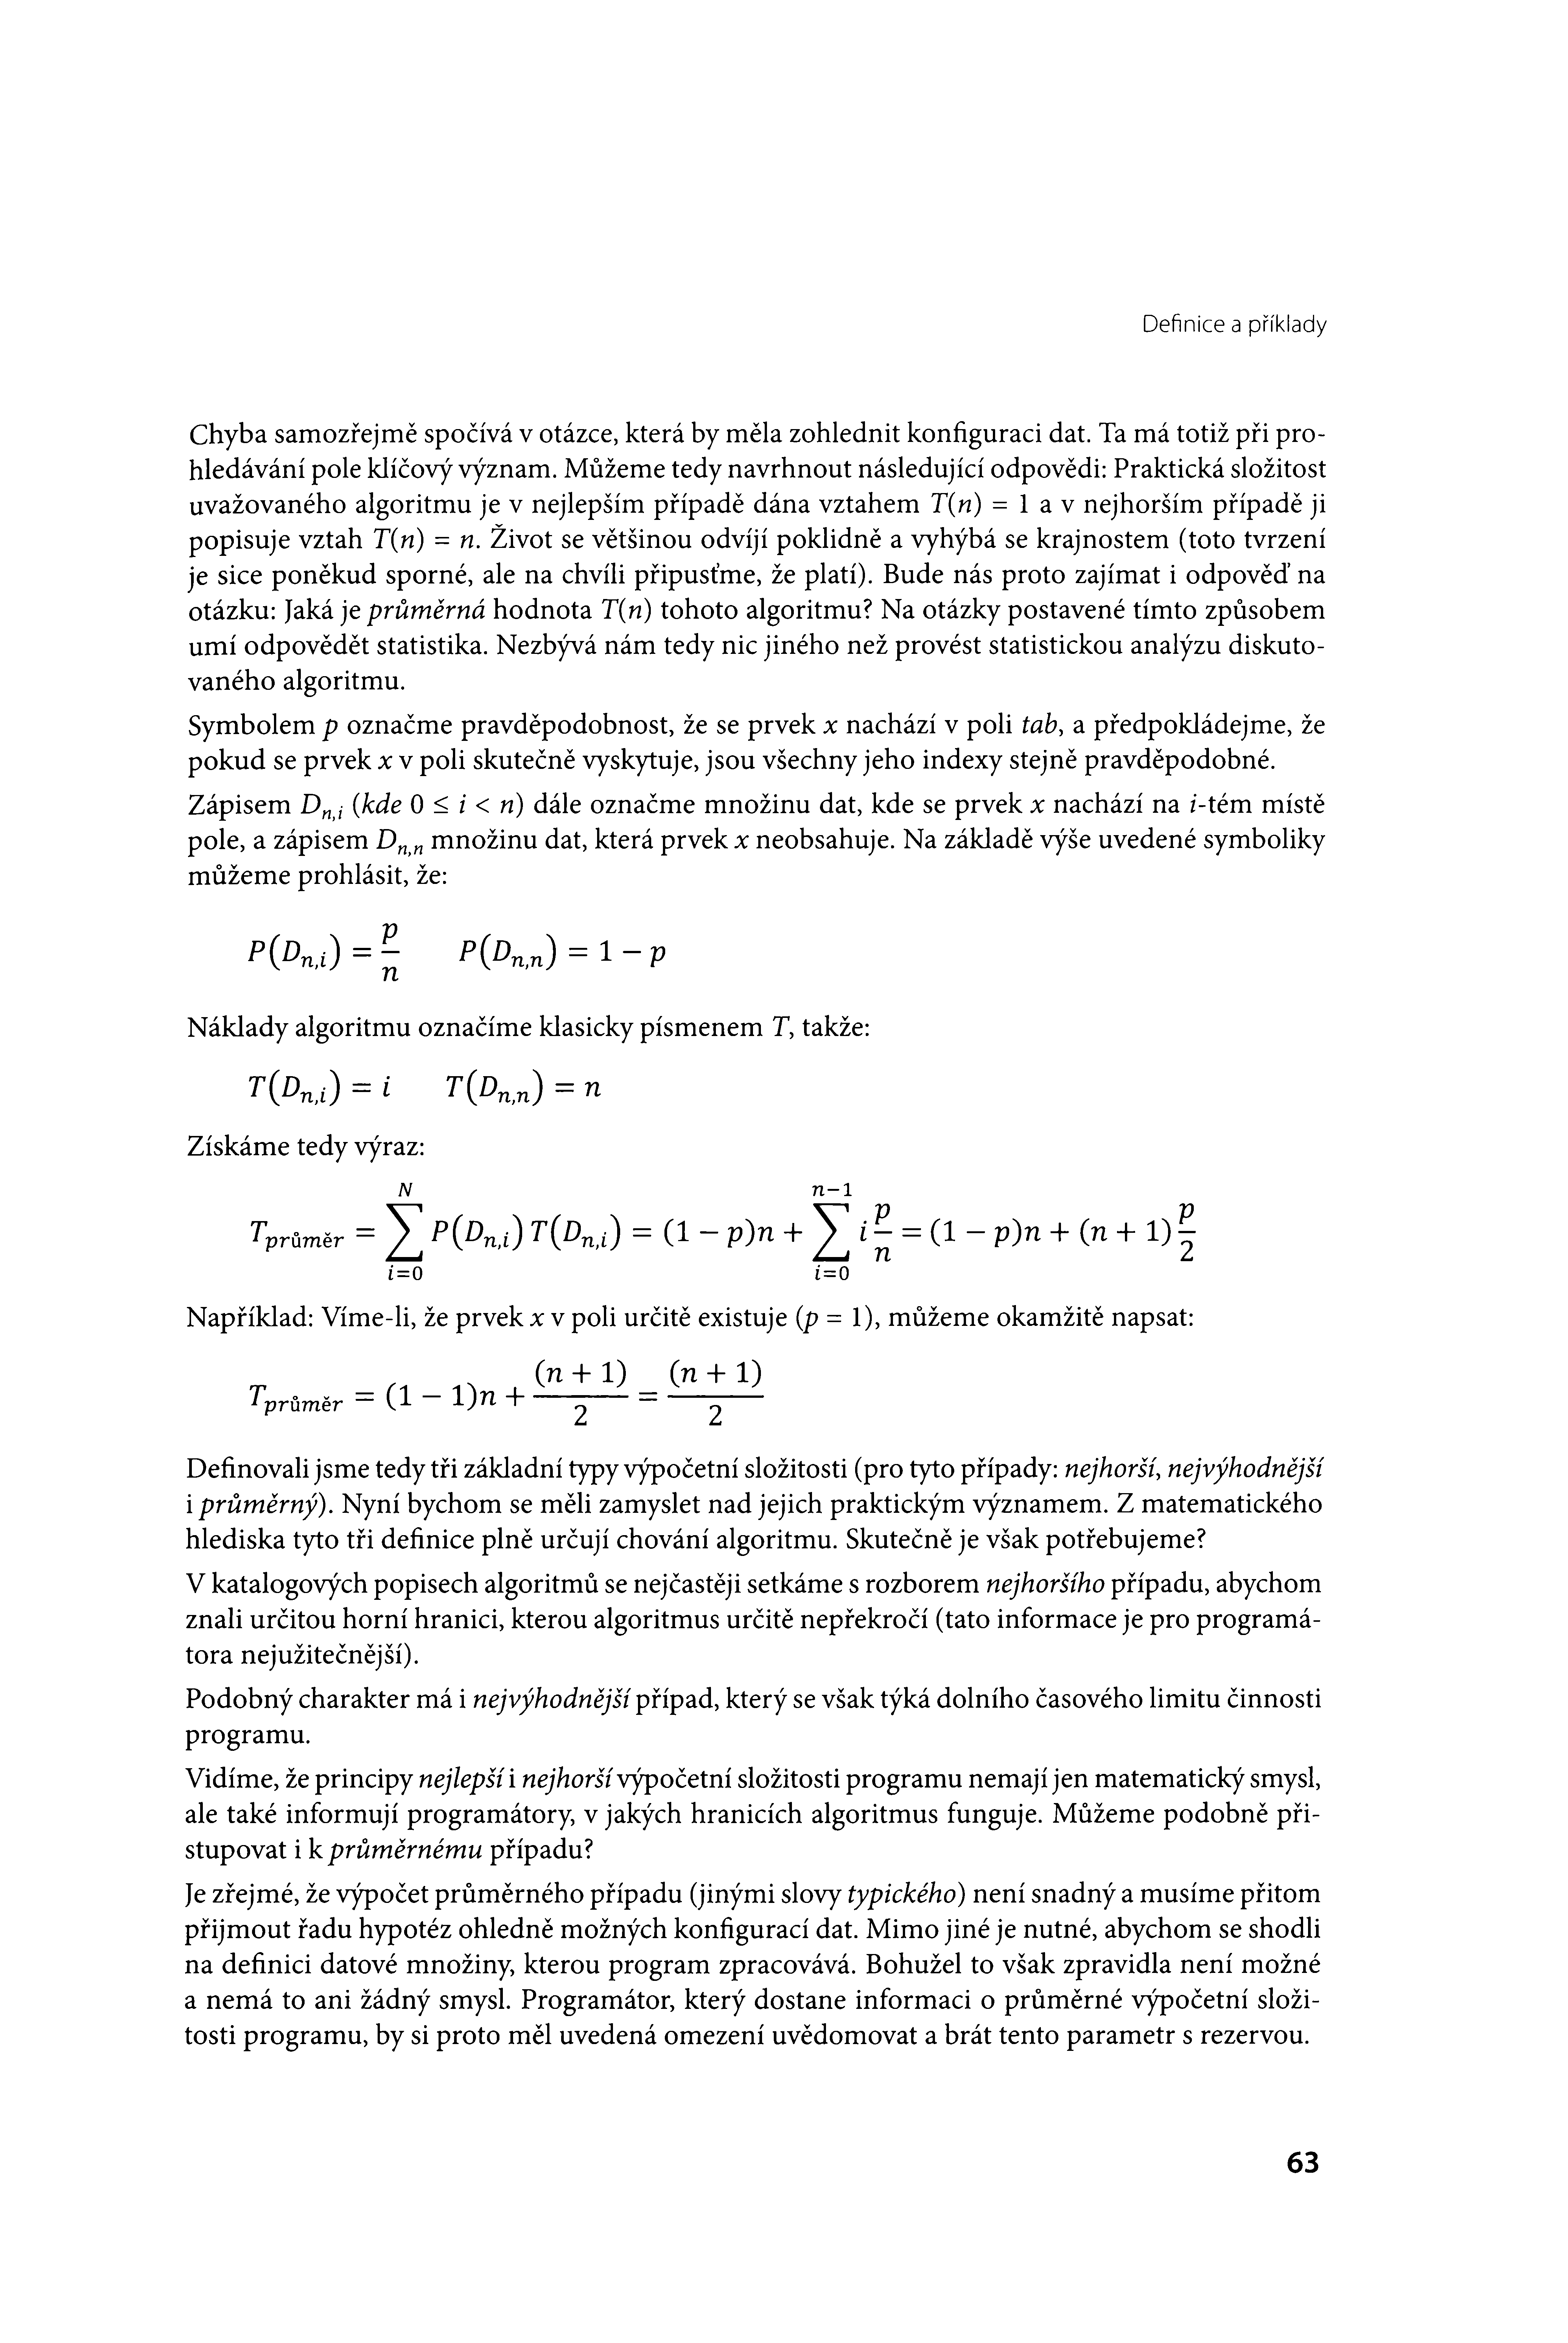 Definice a příklady
Chyba samozřejmě spočívá v otázce, která by měla zohlednit konfiguraci dat. Ta má totiž při pro-
hledávání pole klíčový význam. Můžeme tedy navrhnout následující odpovědi: Praktická složitost
uvažovaného algoritmu je v nejlepším případě dána vztahem T(n) = 1 a v nejhorším případě ji
popisuje vztah T(n) = n. Život se většinou odvíjí poklidně a vyhýbá se krajnostem (toto tvrzení
je sice poněkud sporné, ale na chvíli připusťme, že platí). Bude nás proto zajímat i odpověď na
otázku: Jaká je průměrná hodnota T(n) tohoto algoritmu? Na otázky postavené tímto způsobem
umí odpovědět statistika. Nezbývá nám tedy nic jiného než provést statistickou analýzu diskuto-
vaného algoritmu.
Symbolem p označme pravděpodobnost, že se prvek x nachází v poli tab, a předpokládejme, že
pokud se prvek x v poli skutečně vyskytuje, jsou všechny jeho indexy stejně pravděpodobné.
Zápisem D_{n,i} (kde 0 ≤ i < n) dále označme množinu dat, kde se prvek x nachází na i-tém místě
pole, a zápisem D_{n,n} množinu dat, která prvek x neobsahuje. Na základě výše uvedené symboliky
můžeme prohlásit, že:
P(D_{n,i}) = p/n   P(D_{n,n}) = 1 − p
Náklady algoritmu označíme klasicky písmenem T, takže:
T(D_{n,i}) = i   T(D_{n,n}) = n
Získáme tedy výraz:
T_{průměr} = ∑_{i=0}^{N} P(D_{n,i}) T(D_{n,i}) = (1 − p)n + ∑_{i=0}^{n−1} i p/n = (1 − p)n + (n + 1) p/2
Například: Víme-li, že prvek x v poli určitě existuje (p = 1), můžeme okamžitě napsat:
T_{průměr} = (1 − 1)n + (n + 1)/2 = (n + 1)/2
Definovali jsme tedy tři základní typy výpočetní složitosti (pro tyto případy: nejhorší, nejvýhodnější
i průměrný). Nyní bychom se měli zamyslet nad jejich praktickým významem. Z matematického
hlediska tyto tři definice plně určují chování algoritmu. Skutečně je však potřebujeme?
V katalogových popisech algoritmů se nejčastěji setkáme s rozborem nejhoršího případu, abychom
znali určitou horní hranici, kterou algoritmus určitě nepřekročí (tato informace je pro programá-
tora nejužitečnější).
Podobný charakter má i nejvýhodnější případ, který se však týká dolního časového limitu činnosti
programu.
Vidíme, že principy nejlepší i nejhorší výpočetní složitosti programu nemají jen matematický smysl,
ale také informují programátory, v jakých hranicích algoritmus funguje. Můžeme podobně při-
stupovat i k průměrnému případu?
Je zřejmé, že výpočet průměrného případu (jinými slovy typického) není snadný a musíme přitom
přijmout řadu hypotéz ohledně možných konfigurací dat. Mimo jiné je nutné, abychom se shodli
na definici datové množiny, kterou program zpracovává. Bohužel to však zpravidla není možné
a nemá to ani žádný smysl. Programátor, který dostane informaci o průměrné výpočetní složi-
tosti programu, by si proto měl uvedená omezení uvědomovat a brát tento parametr s rezervou.
63